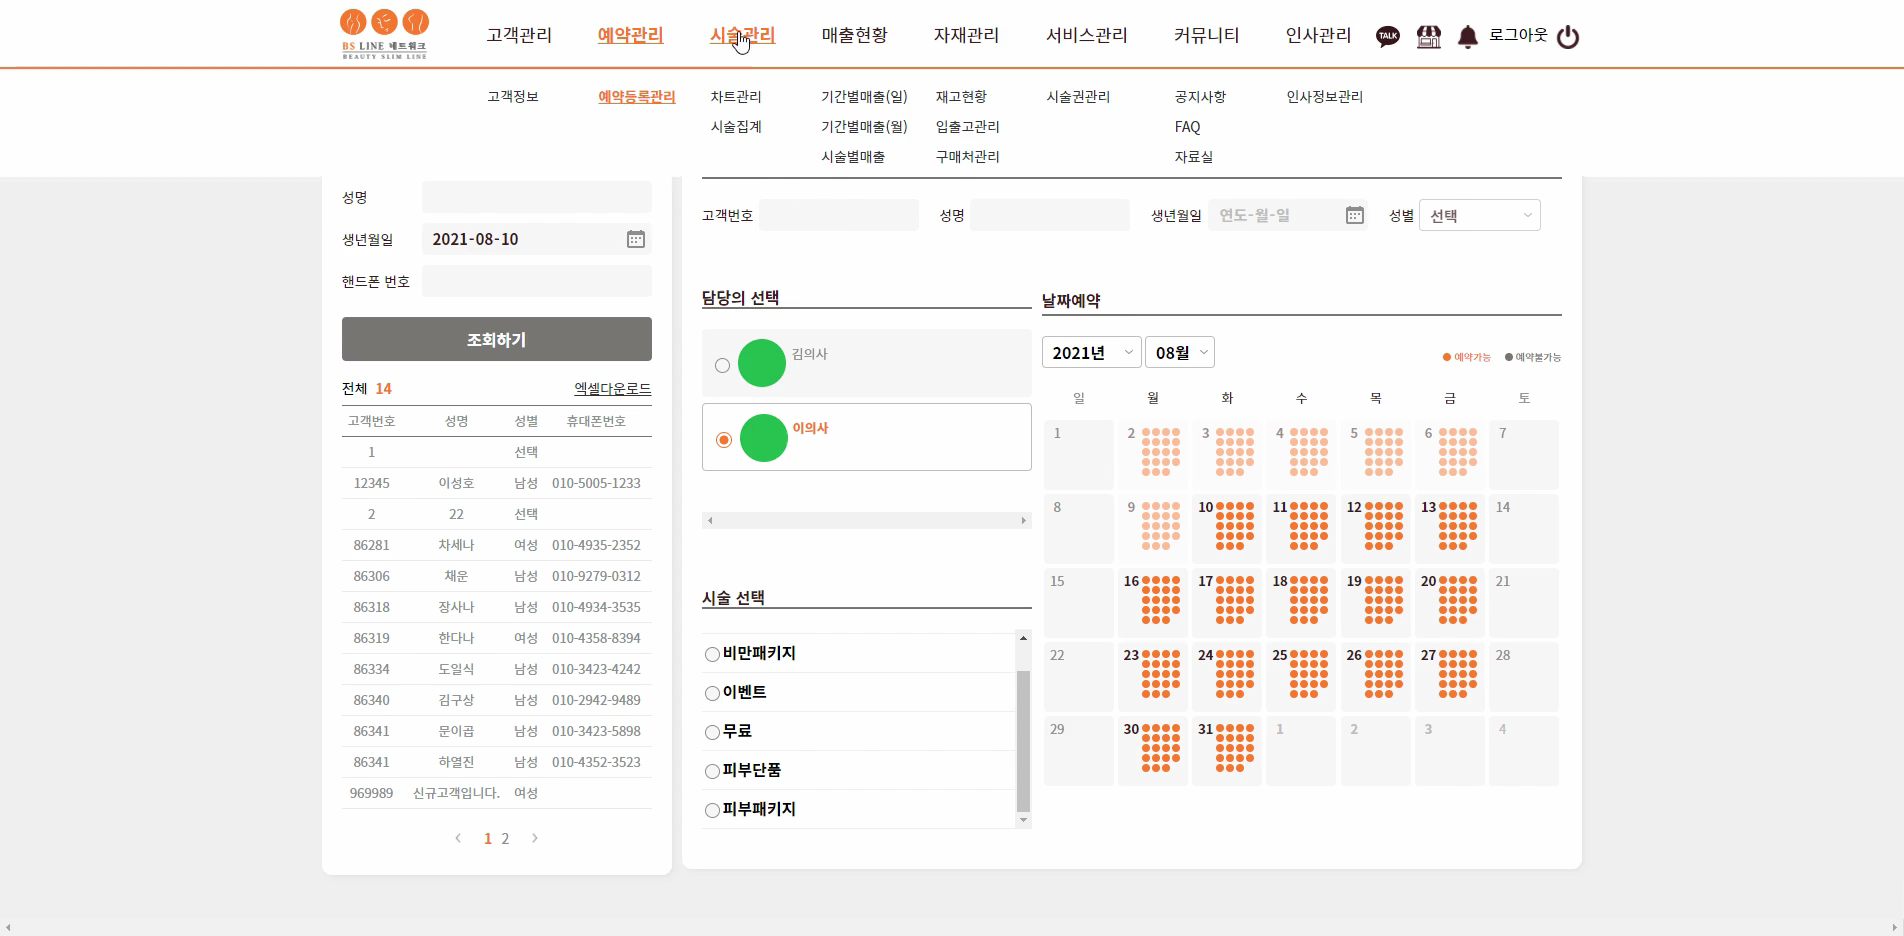 BS LINE 네트워크
BEAUTY SLIM LINE
고객관리 예약관리 시술관리 매출현황 자재관리 서비스관리 커뮤니티 인사관리 TALK 로그아웃
고객정보 예약등록관리 차트관리 기간별매출(일) 재고현황 시술권관리 공지사항 인사정보관리
시술집계 기간별매출(월) 입출고관리 FAQ
시술별매출 구매처관리 자료실
성명
생년월일 2021-08-10
핸드폰 번호
조회하기
전체 14 엑셀다운로드
고객번호 성명 성별 휴대폰번호
1 선택
12345 이성호 남성 010-5005-1233
2 22 선택
86281 차세나 여성 010-4935-2352
86306 채운 남성 010-9279-0312
86318 장사나 남성 010-4934-3535
86319 한다나 여성 010-4358-8394
86334 도일식 남성 010-3423-4242
86340 김구상 남성 010-2942-9489
86341 문이곱 남성 010-3423-5898
86341 하열진 남성 010-4352-3523
969989 신규고객입니다. 여성
1 2
고객번호 성명 생년월일 연도-월-일 성별 선택
담당의 선택
김의사
이의사
시술 선택
비만패키지
이벤트
무료
피부단품
피부패키지
날짜예약
2021년 08월
예약가능 예약불가능
일 월 화 수 목 금 토
1 2 3 4 5 6 7
8 9 10 11 12 13 14
15 16 17 18 19 20 21
22 23 24 25 26 27 28
29 30 31 1 2 3 4